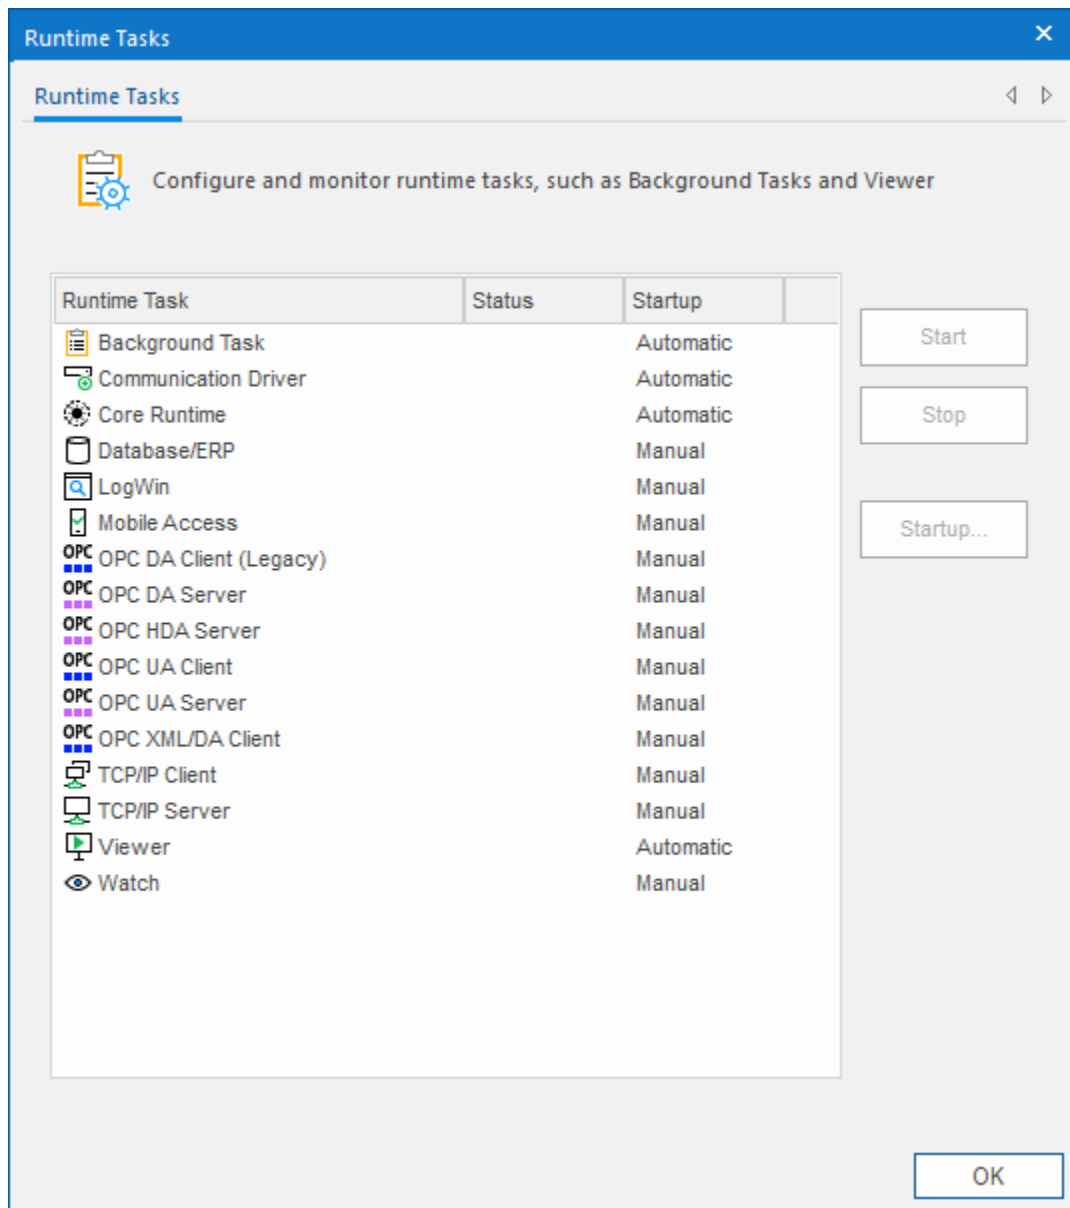 Runtime Tasks
Runtime Tasks
Configure and monitor runtime tasks, such as Background Tasks and Viewer
Runtime Task Status Startup
Background Task Automatic
Communication Driver Automatic
Core Runtime Automatic
Database/ERP Manual
LogWin Manual
Mobile Access Manual
OPC OPC DA Client (Legacy) Manual
OPC OPC DA Server Manual
OPC OPC HDA Server Manual
OPC OPC UA Client Manual
OPC OPC UA Server Manual
OPC OPC XML/DA Client Manual
TCP/IP Client Manual
TCP/IP Server Manual
Viewer Automatic
Watch Manual
Start
Stop
Startup...
OK